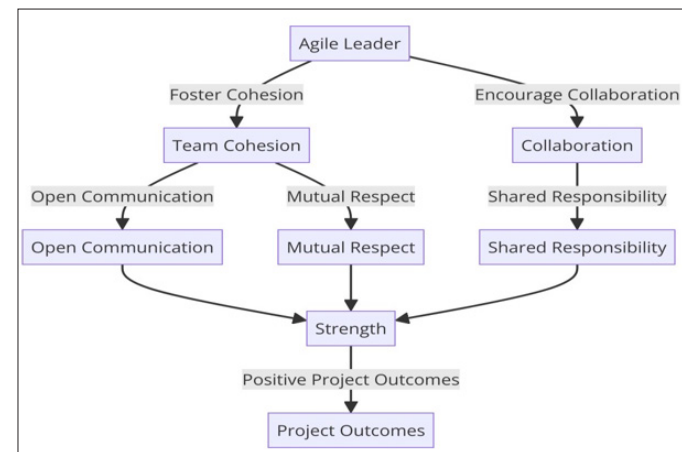 Agile Leader
Foster Cohesion
Encourage Collaboration
Team Cohesion
Collaboration
Open Communication
Mutual Respect
Shared Responsibility
Open Communication
Mutual Respect
Shared Responsibility
Strength
Positive Project Outcomes
Project Outcomes